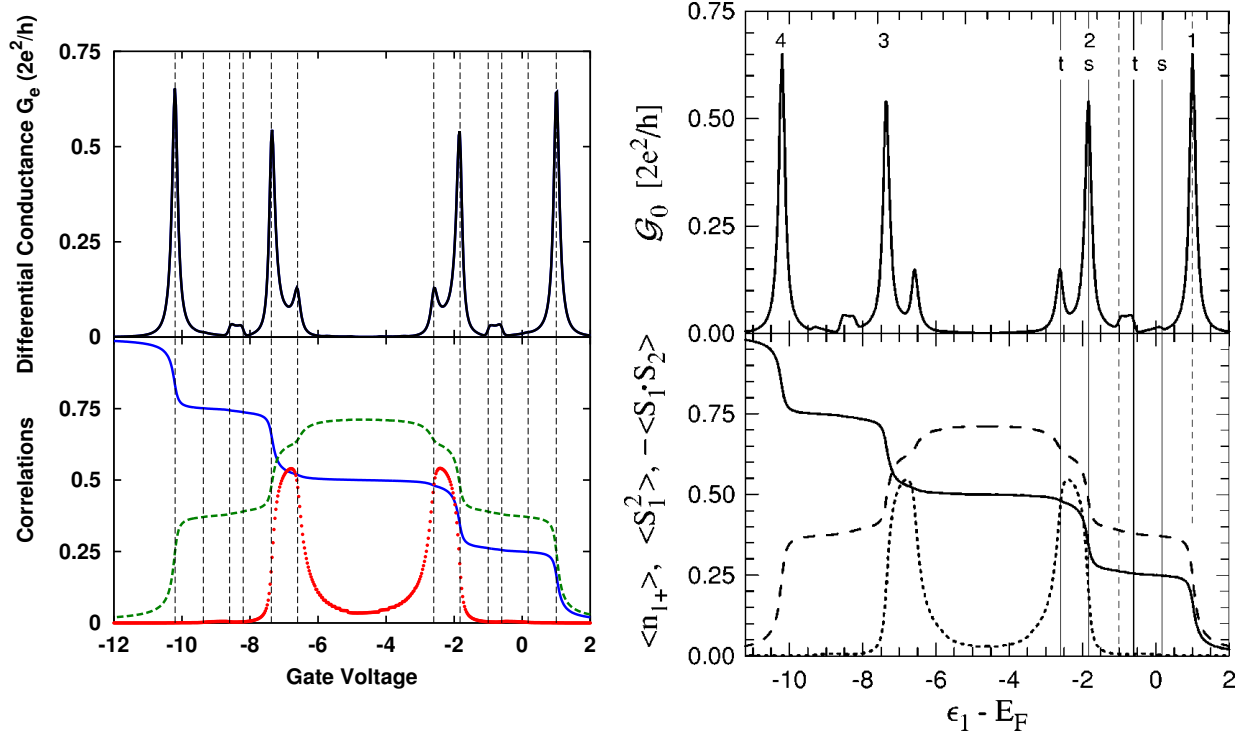 Differential Conductance G_e (2e²/h)
0.75
0.5
0.25
0
Correlations
0.75
0.5
0.25
0
-12 -10 -8 -6 -4 -2 0 2
Gate Voltage
𝒢₀ [2e²/h]
0.75
0.50
0.25
0.00
4 3 2 1
t s t s
<n₁₊>, <S₁²>, -<S₁·S₂>
0.75
0.50
0.25
0.00
-10 -8 -6 -4 -2 0 2
ϵ₁ - E_F